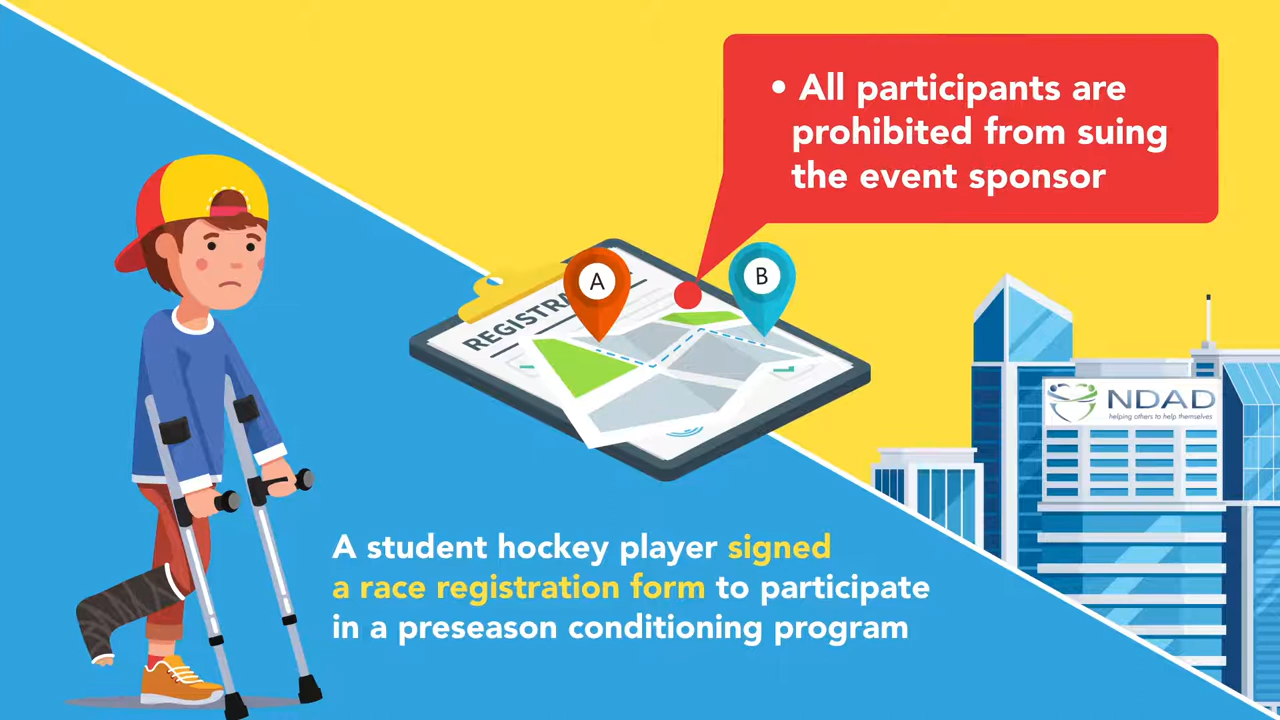 • All participants are
prohibited from suing
the event sponsor
A
B
NDAD
helping others to help themselves
A student hockey player signed
a race registration form to participate
in a preseason conditioning program